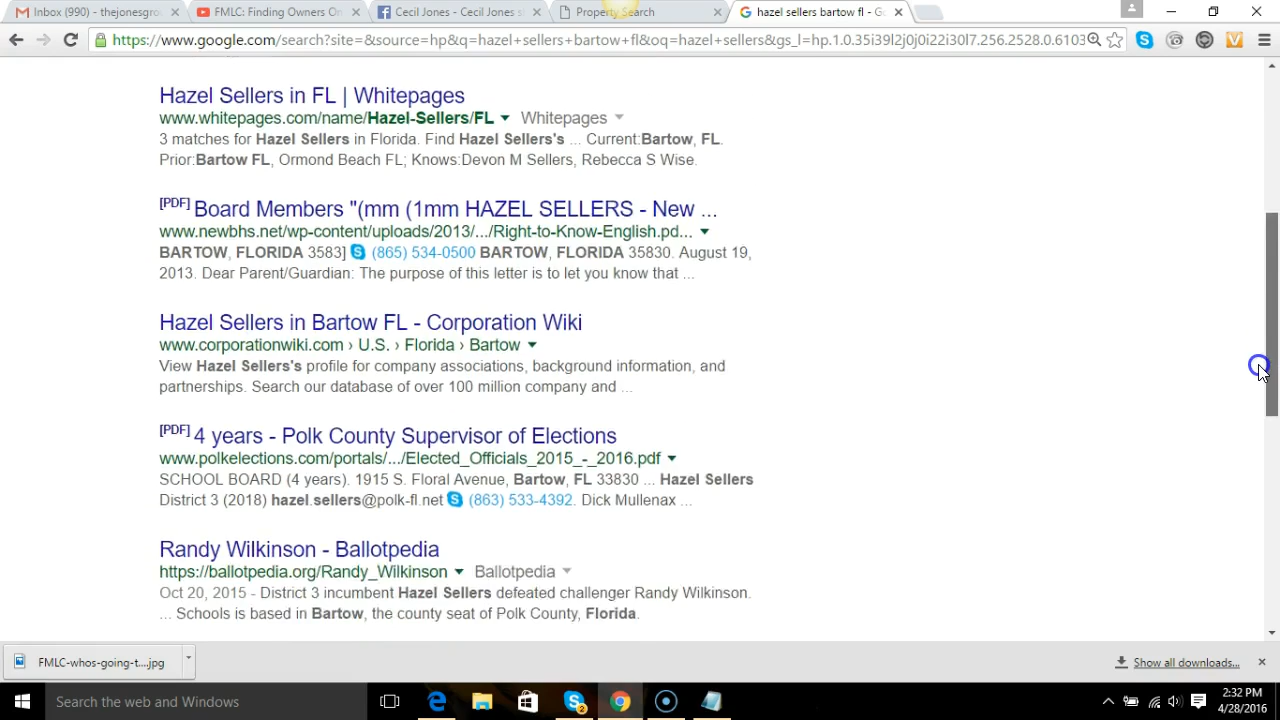 Inbox (990) - thejonesgro
FMLC: Finding Owners On
Cecil Jones - Cecil Jones st
Property Search
hazel sellers bartow fl - Go
https://www.google.com/search?site=&source=hp&q=hazel+sellers+bartow+fl&oq=hazel+sellers&gs_l=hp.1.0.35i39l2j0j0i22i30l7.256.2528.0.6103
Hazel Sellers in FL | Whitepages
www.whitepages.com/name/Hazel-Sellers/FL Whitepages
3 matches for Hazel Sellers in Florida. Find Hazel Sellers's ... Current:Bartow, FL.
Prior:Bartow FL, Ormond Beach FL; Knows:Devon M Sellers, Rebecca S Wise.
[PDF] Board Members "(mm (1mm HAZEL SELLERS - New ...
www.newbhs.net/wp-content/uploads/2013/.../Right-to-Know-English.pd...
BARTOW, FLORIDA 3583] (865) 534-0500 BARTOW, FLORIDA 35830. August 19,
2013. Dear Parent/Guardian: The purpose of this letter is to let you know that ...
Hazel Sellers in Bartow FL - Corporation Wiki
www.corporationwiki.com › U.S. › Florida › Bartow
View Hazel Sellers's profile for company associations, background information, and
partnerships. Search our database of over 100 million company and ...
[PDF] 4 years - Polk County Supervisor of Elections
www.polkelections.com/portals/.../Elected_Officials_2015_-_2016.pdf
SCHOOL BOARD (4 years). 1915 S. Floral Avenue, Bartow, FL 33830 ... Hazel Sellers
District 3 (2018) hazel.sellers@polk-fl.net (863) 533-4392. Dick Mullenax ...
Randy Wilkinson - Ballotpedia
https://ballotpedia.org/Randy_Wilkinson Ballotpedia
Oct 20, 2015 - District 3 incumbent Hazel Sellers defeated challenger Randy Wilkinson.
... Schools is based in Bartow, the county seat of Polk County, Florida.
FMLC-whos-going-t....jpg
Show all downloads...
Search the web and Windows
2
2:32 PM
4/28/2016